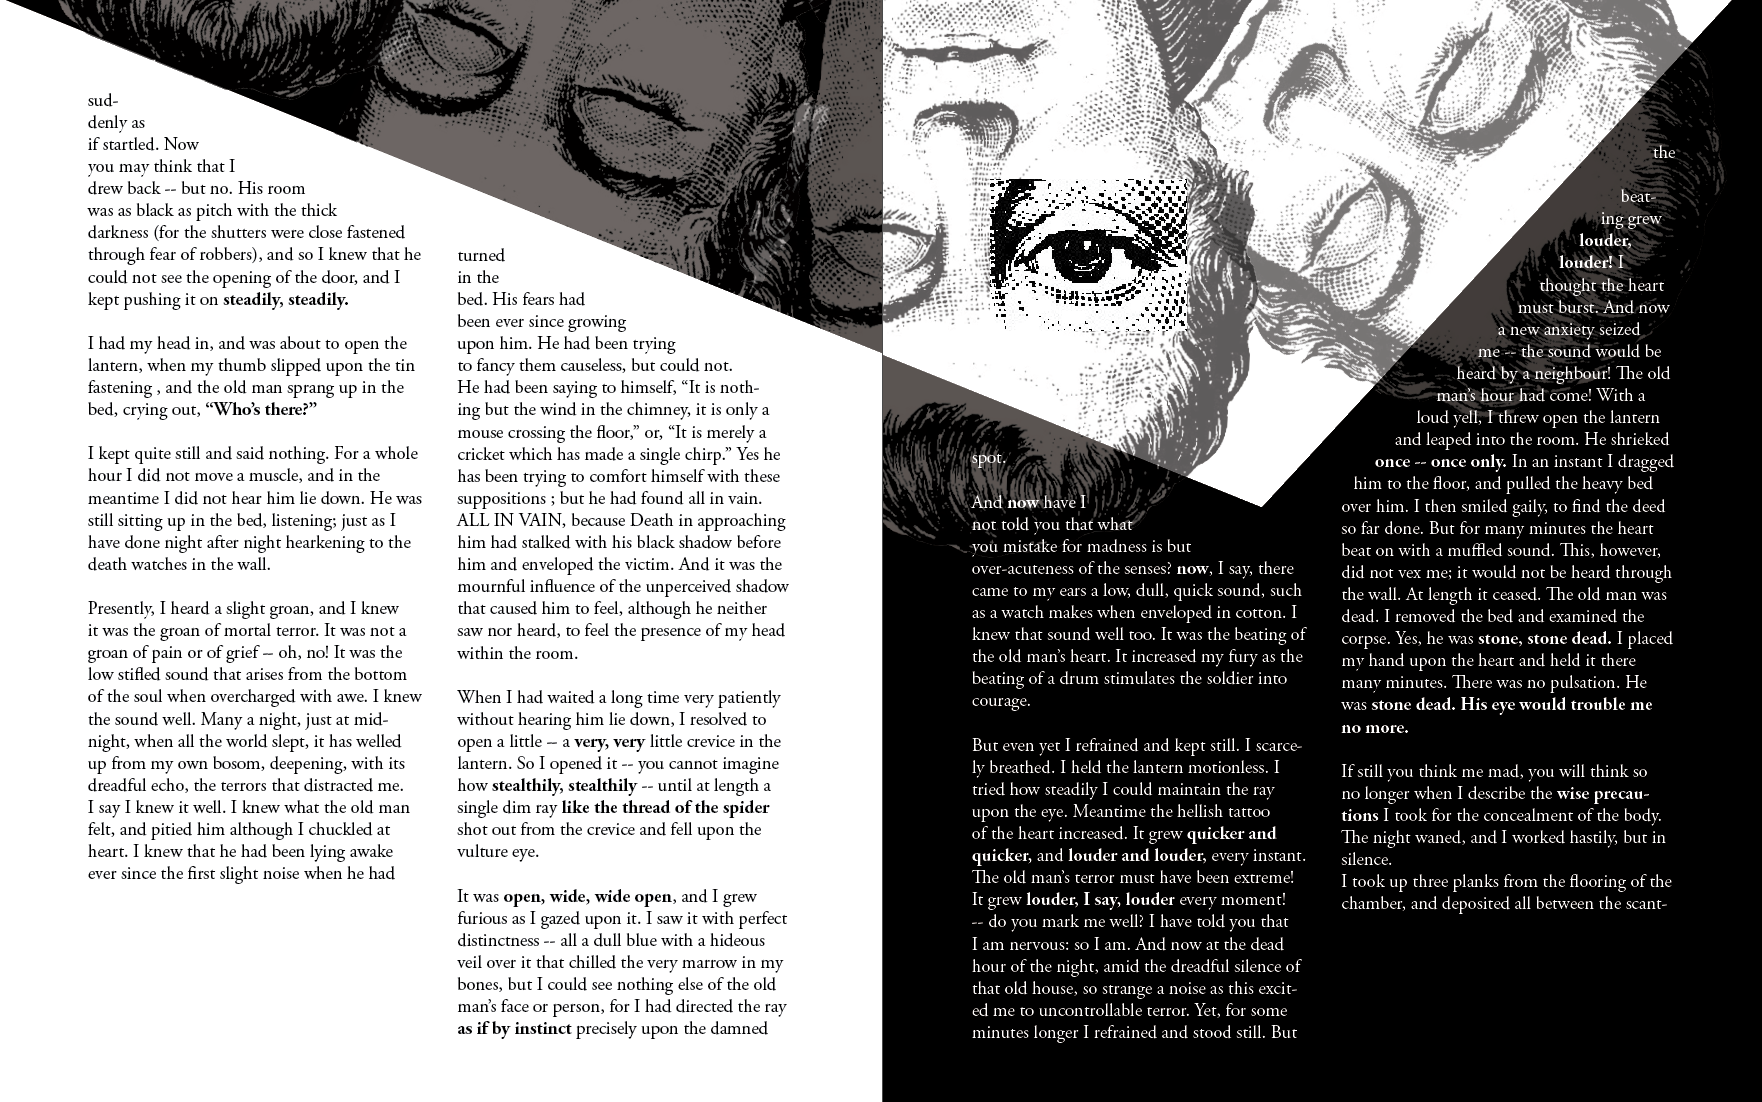 sud-
denly as
if startled. Now
you may think that I
drew back -- but no. His room
was as black as pitch with the thick
darkness (for the shutters were close fastened
through fear of robbers), and so I knew that he
could not see the opening of the door, and I
kept pushing it on steadily, steadily.
I had my head in, and was about to open the
lantern, when my thumb slipped upon the tin
fastening , and the old man sprang up in the
bed, crying out, “Who’s there?”
I kept quite still and said nothing. For a whole
hour I did not move a muscle, and in the
meantime I did not hear him lie down. He was
still sitting up in the bed, listening; just as I
have done night after night hearkening to the
death watches in the wall.
Presently, I heard a slight groan, and I knew
it was the groan of mortal terror. It was not a
groan of pain or of grief – oh, no! It was the
low stifled sound that arises from the bottom
of the soul when overcharged with awe. I knew
the sound well. Many a night, just at mid-
night, when all the world slept, it has welled
up from my own bosom, deepening, with its
dreadful echo, the terrors that distracted me.
I say I knew it well. I knew what the old man
felt, and pitied him although I chuckled at
heart. I knew that he had been lying awake
ever since the first slight noise when he had
turned
in the
bed. His fears had
been ever since growing
upon him. He had been trying
to fancy them causeless, but could not.
He had been saying to himself, “It is noth-
ing but the wind in the chimney, it is only a
mouse crossing the floor,” or, “It is merely a
cricket which has made a single chirp.” Yes he
has been trying to comfort himself with these
suppositions ; but he had found all in vain.
ALL IN VAIN, because Death in approaching
him had stalked with his black shadow before
him and enveloped the victim. And it was the
mournful influence of the unperceived shadow
that caused him to feel, although he neither
saw nor heard, to feel the presence of my head
within the room.
When I had waited a long time very patiently
without hearing him lie down, I resolved to
open a little – a very, very little crevice in the
lantern. So I opened it -- you cannot imagine
how stealthily, stealthily -- until at length a
single dim ray like the thread of the spider
shot out from the crevice and fell upon the
vulture eye.
It was open, wide, wide open, and I grew
furious as I gazed upon it. I saw it with perfect
distinctness -- all a dull blue with a hideous
veil over it that chilled the very marrow in my
bones, but I could see nothing else of the old
man’s face or person, for I had directed the ray
as if by instinct precisely upon the damned
spot.
And now have I
not told you that what
you mistake for madness is but
over-acuteness of the senses? now, I say, there
came to my ears a low, dull, quick sound, such
as a watch makes when enveloped in cotton. I
knew that sound well too. It was the beating of
the old man’s heart. It increased my fury as the
beating of a drum stimulates the soldier into
courage.
But even yet I refrained and kept still. I scarce-
ly breathed. I held the lantern motionless. I
tried how steadily I could maintain the ray
upon the eye. Meantime the hellish tattoo
of the heart increased. It grew quicker and
quicker, and louder and louder, every instant.
The old man’s terror must have been extreme!
It grew louder, I say, louder every moment!
-- do you mark me well? I have told you that
I am nervous: so I am. And now at the dead
hour of the night, amid the dreadful silence of
that old house, so strange a noise as this excit-
ed me to uncontrollable terror. Yet, for some
minutes longer I refrained and stood still. But
the
beat-
ing grew
louder,
louder! I
thought the heart
must burst. And now
a new anxiety seized
me -- the sound would be
heard by a neighbour! The old
man’s hour had come! With a
loud yell, I threw open the lantern
and leaped into the room. He shrieked
once -- once only. In an instant I dragged
him to the floor, and pulled the heavy bed
over him. I then smiled gaily, to find the deed
so far done. But for many minutes the heart
beat on with a muffled sound. This, however,
did not vex me; it would not be heard through
the wall. At length it ceased. The old man was
dead. I removed the bed and examined the
corpse. Yes, he was stone, stone dead. I placed
my hand upon the heart and held it there
many minutes. There was no pulsation. He
was stone dead. His eye would trouble me
no more.
If still you think me mad, you will think so
no longer when I describe the wise precau-
tions I took for the concealment of the body.
The night waned, and I worked hastily, but in
silence.
I took up three planks from the flooring of the
chamber, and deposited all between the scant-